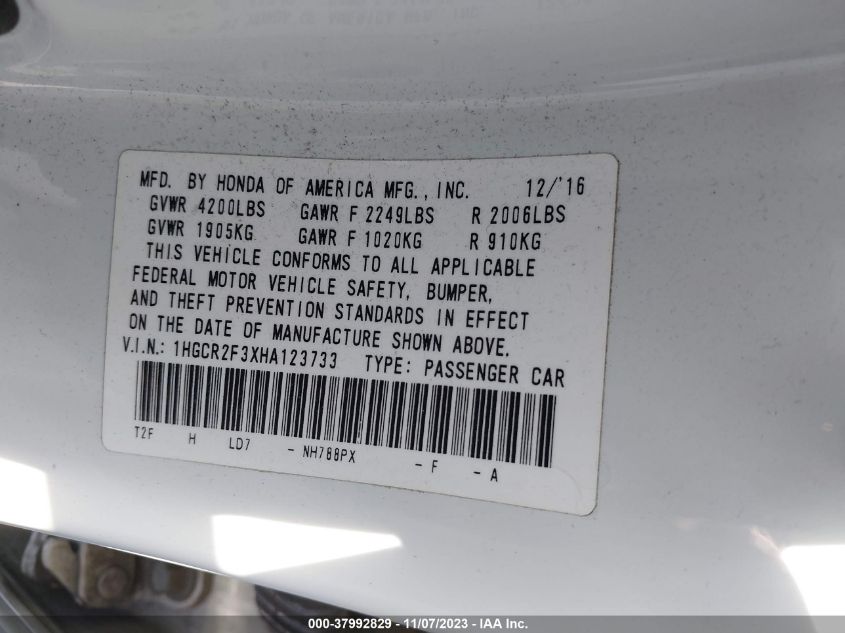 MFD. BY HONDA OF AMERICA MFG., INC. 12/'16
GVWR 4200LBS GAWR F 2249LBS R 2006LBS
GVWR 1905KG GAWR F 1020KG R 910KG
THIS VEHICLE CONFORMS TO ALL APPLICABLE
FEDERAL MOTOR VEHICLE SAFETY, BUMPER,
AND THEFT PREVENTION STANDARDS IN EFFECT
ON THE DATE OF MANUFACTURE SHOWN ABOVE.
V.I.N.: 1HGCR2F3XHA123733 TYPE: PASSENGER CAR
T2F H LD7 - NH788PX - F - A
000-37992829 - 11/07/2023 - IAA Inc.